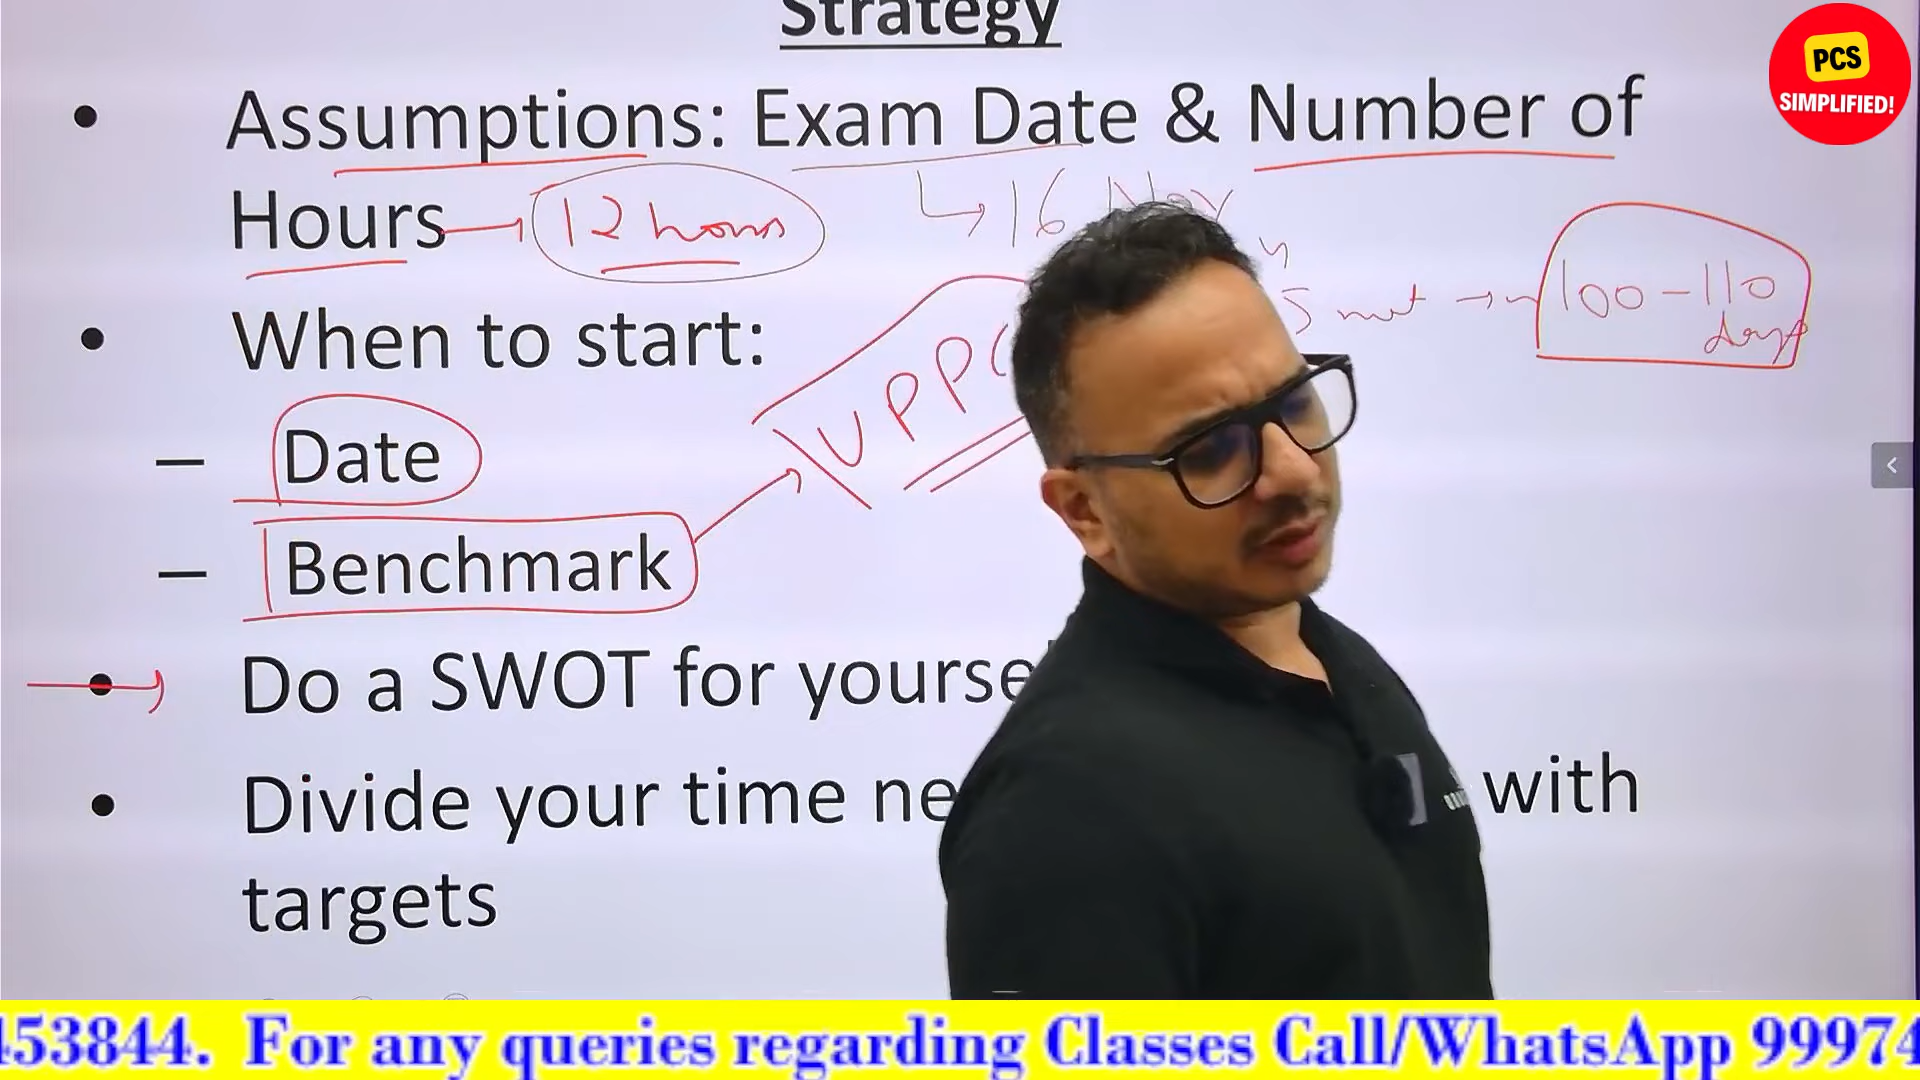 Strategy
PCS
SIMPLIFIED!
• Assumptions: Exam Date & Number of
Hours 12 hours
16 Nov
100-110
days
• When to start:
UPPC
– Date
– Benchmark
• Do a SWOT for yourse
• Divide your time ne with
targets
453844. For any queries regarding Classes Call/WhatsApp 99974